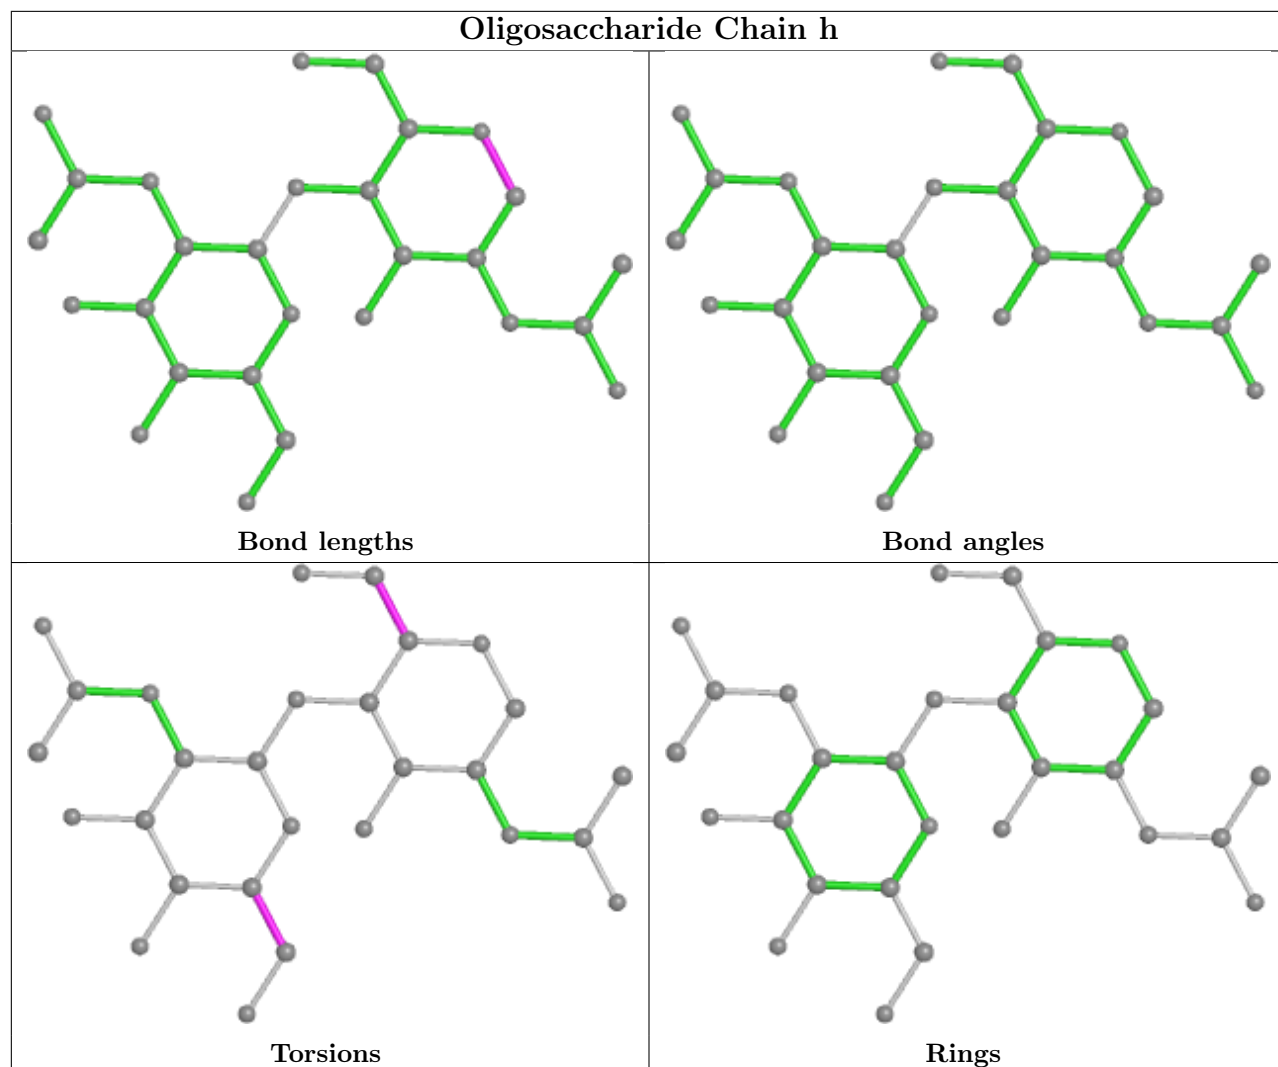 Oligosaccharide Chain h
Bond lengths
Bond angles
Torsions
Rings